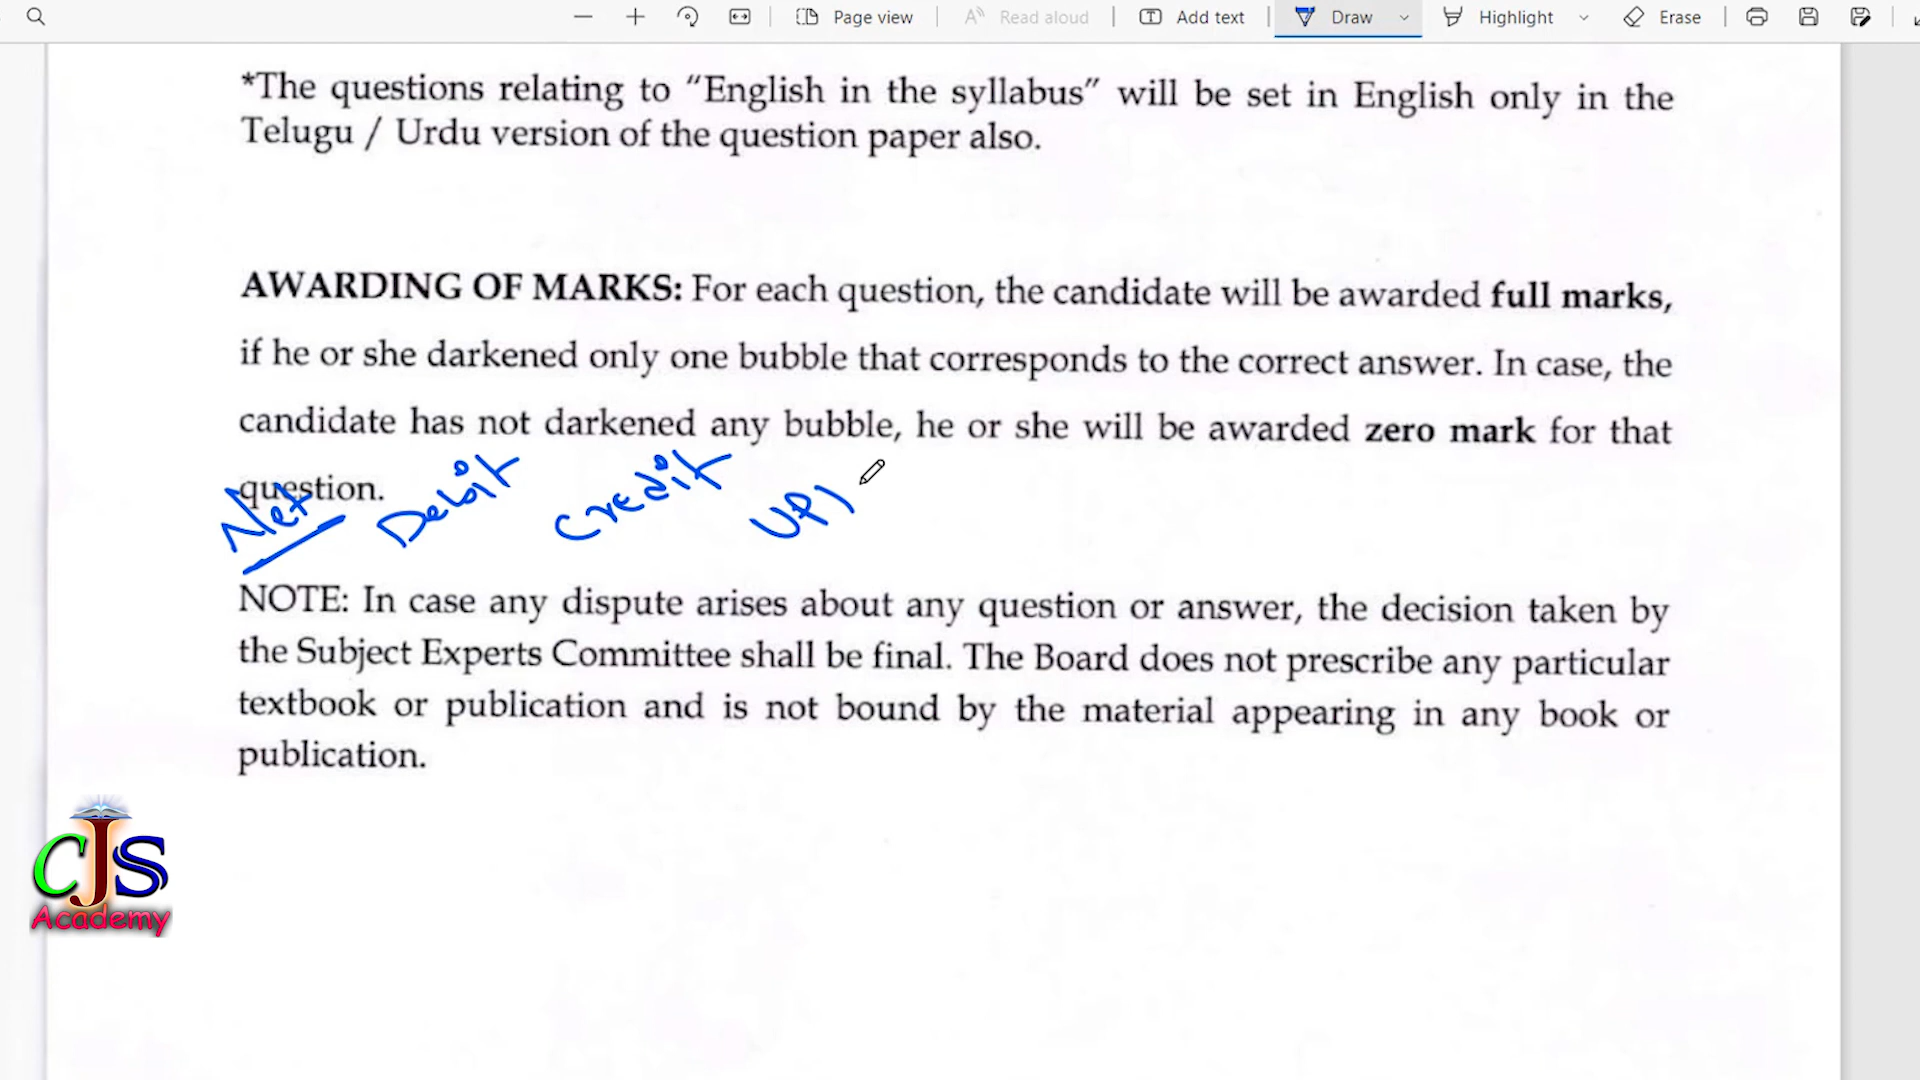 Page view
Read aloud
Add text
Draw
Highlight
Erase
*The questions relating to “English in the syllabus” will be set in English only in the
Telugu / Urdu version of the question paper also.
AWARDING OF MARKS: For each question, the candidate will be awarded full marks,
if he or she darkened only one bubble that corresponds to the correct answer. In case, the
candidate has not darkened any bubble, he or she will be awarded zero mark for that
question.
Net Debit Credit UPI
NOTE: In case any dispute arises about any question or answer, the decision taken by
the Subject Experts Committee shall be final. The Board does not prescribe any particular
textbook or publication and is not bound by the material appearing in any book or
publication.
CJS
Academy